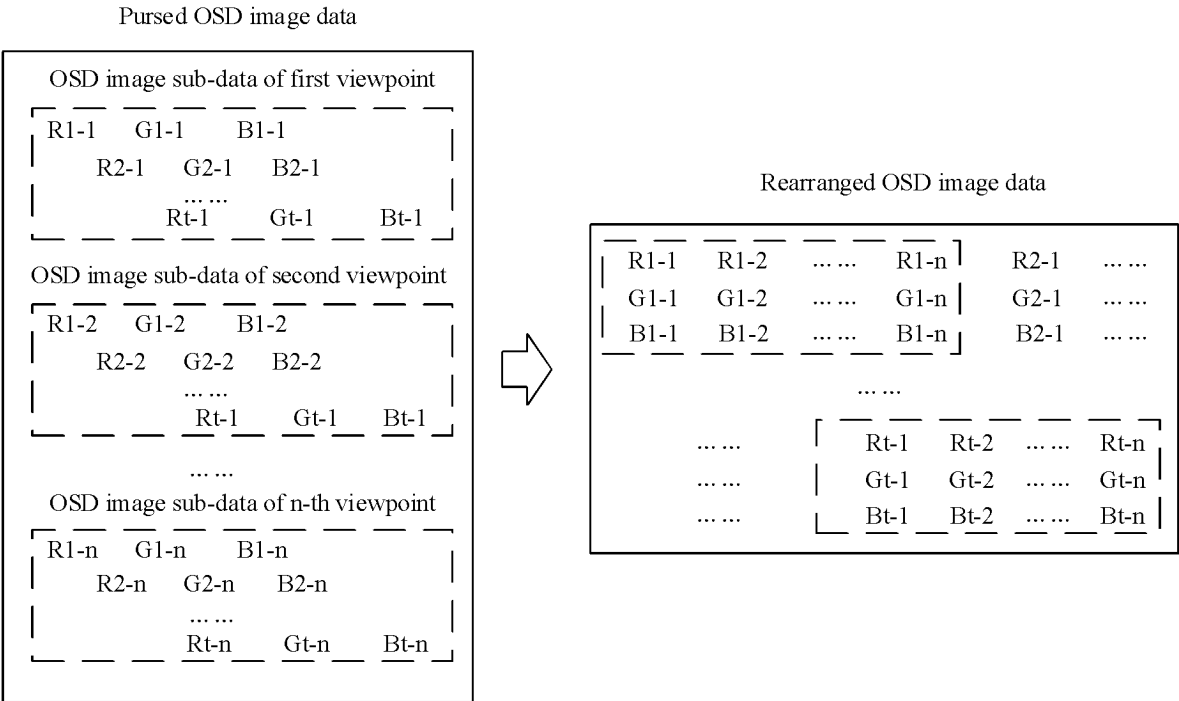 Pursed OSD image data
OSD image sub-data of first viewpoint
R1-1 G1-1 B1-1
R2-1 G2-1 B2-1
... ...
Rt-1 Gt-1 Bt-1
OSD image sub-data of second viewpoint
R1-2 G1-2 B1-2
R2-2 G2-2 B2-2
... ...
Rt-1 Gt-1 Bt-1
... ...
OSD image sub-data of n-th viewpoint
R1-n G1-n B1-n
R2-n G2-n B2-n
... ...
Rt-n Gt-n Bt-n
Rearranged OSD image data
R1-1 R1-2 ... ... R1-n R2-1 ... ...
G1-1 G1-2 ... ... G1-n G2-1 ... ...
B1-1 B1-2 ... ... B1-n B2-1 ... ...
... ...
... ... Rt-1 Rt-2 ... ... Rt-n
... ... Gt-1 Gt-2 ... ... Gt-n
... ... Bt-1 Bt-2 ... ... Bt-n